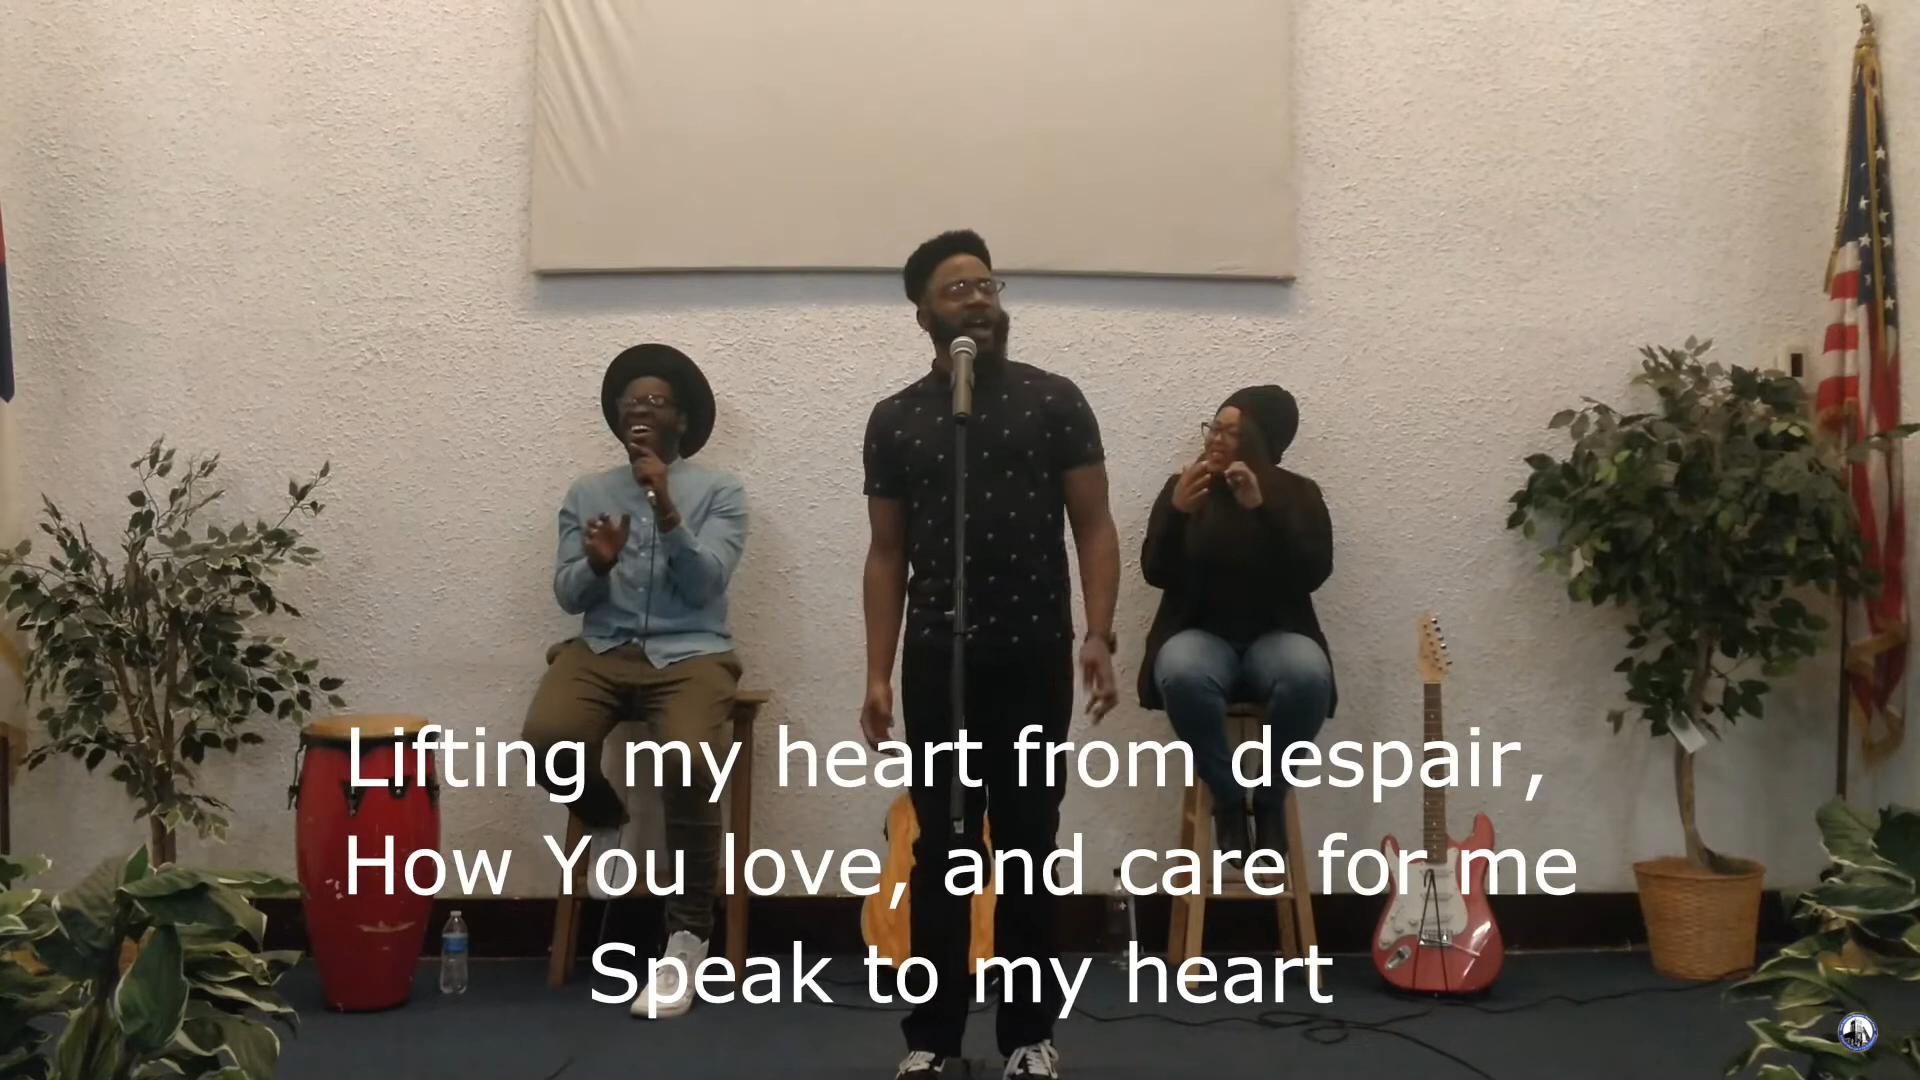 Lifting my heart from despair,
How You love, and care for me
Speak to my heart